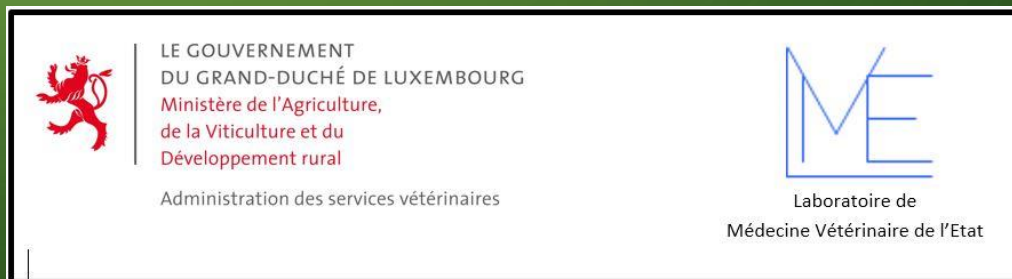 LE GOUVERNEMENT
DU GRAND-DUCHÉ DE LUXEMBOURG
Ministère de l'Agriculture,
de la Viticulture et du
Développement rural
Administration des services vétérinaires
LMVE
Laboratoire de
Médecine Vétérinaire de l'Etat